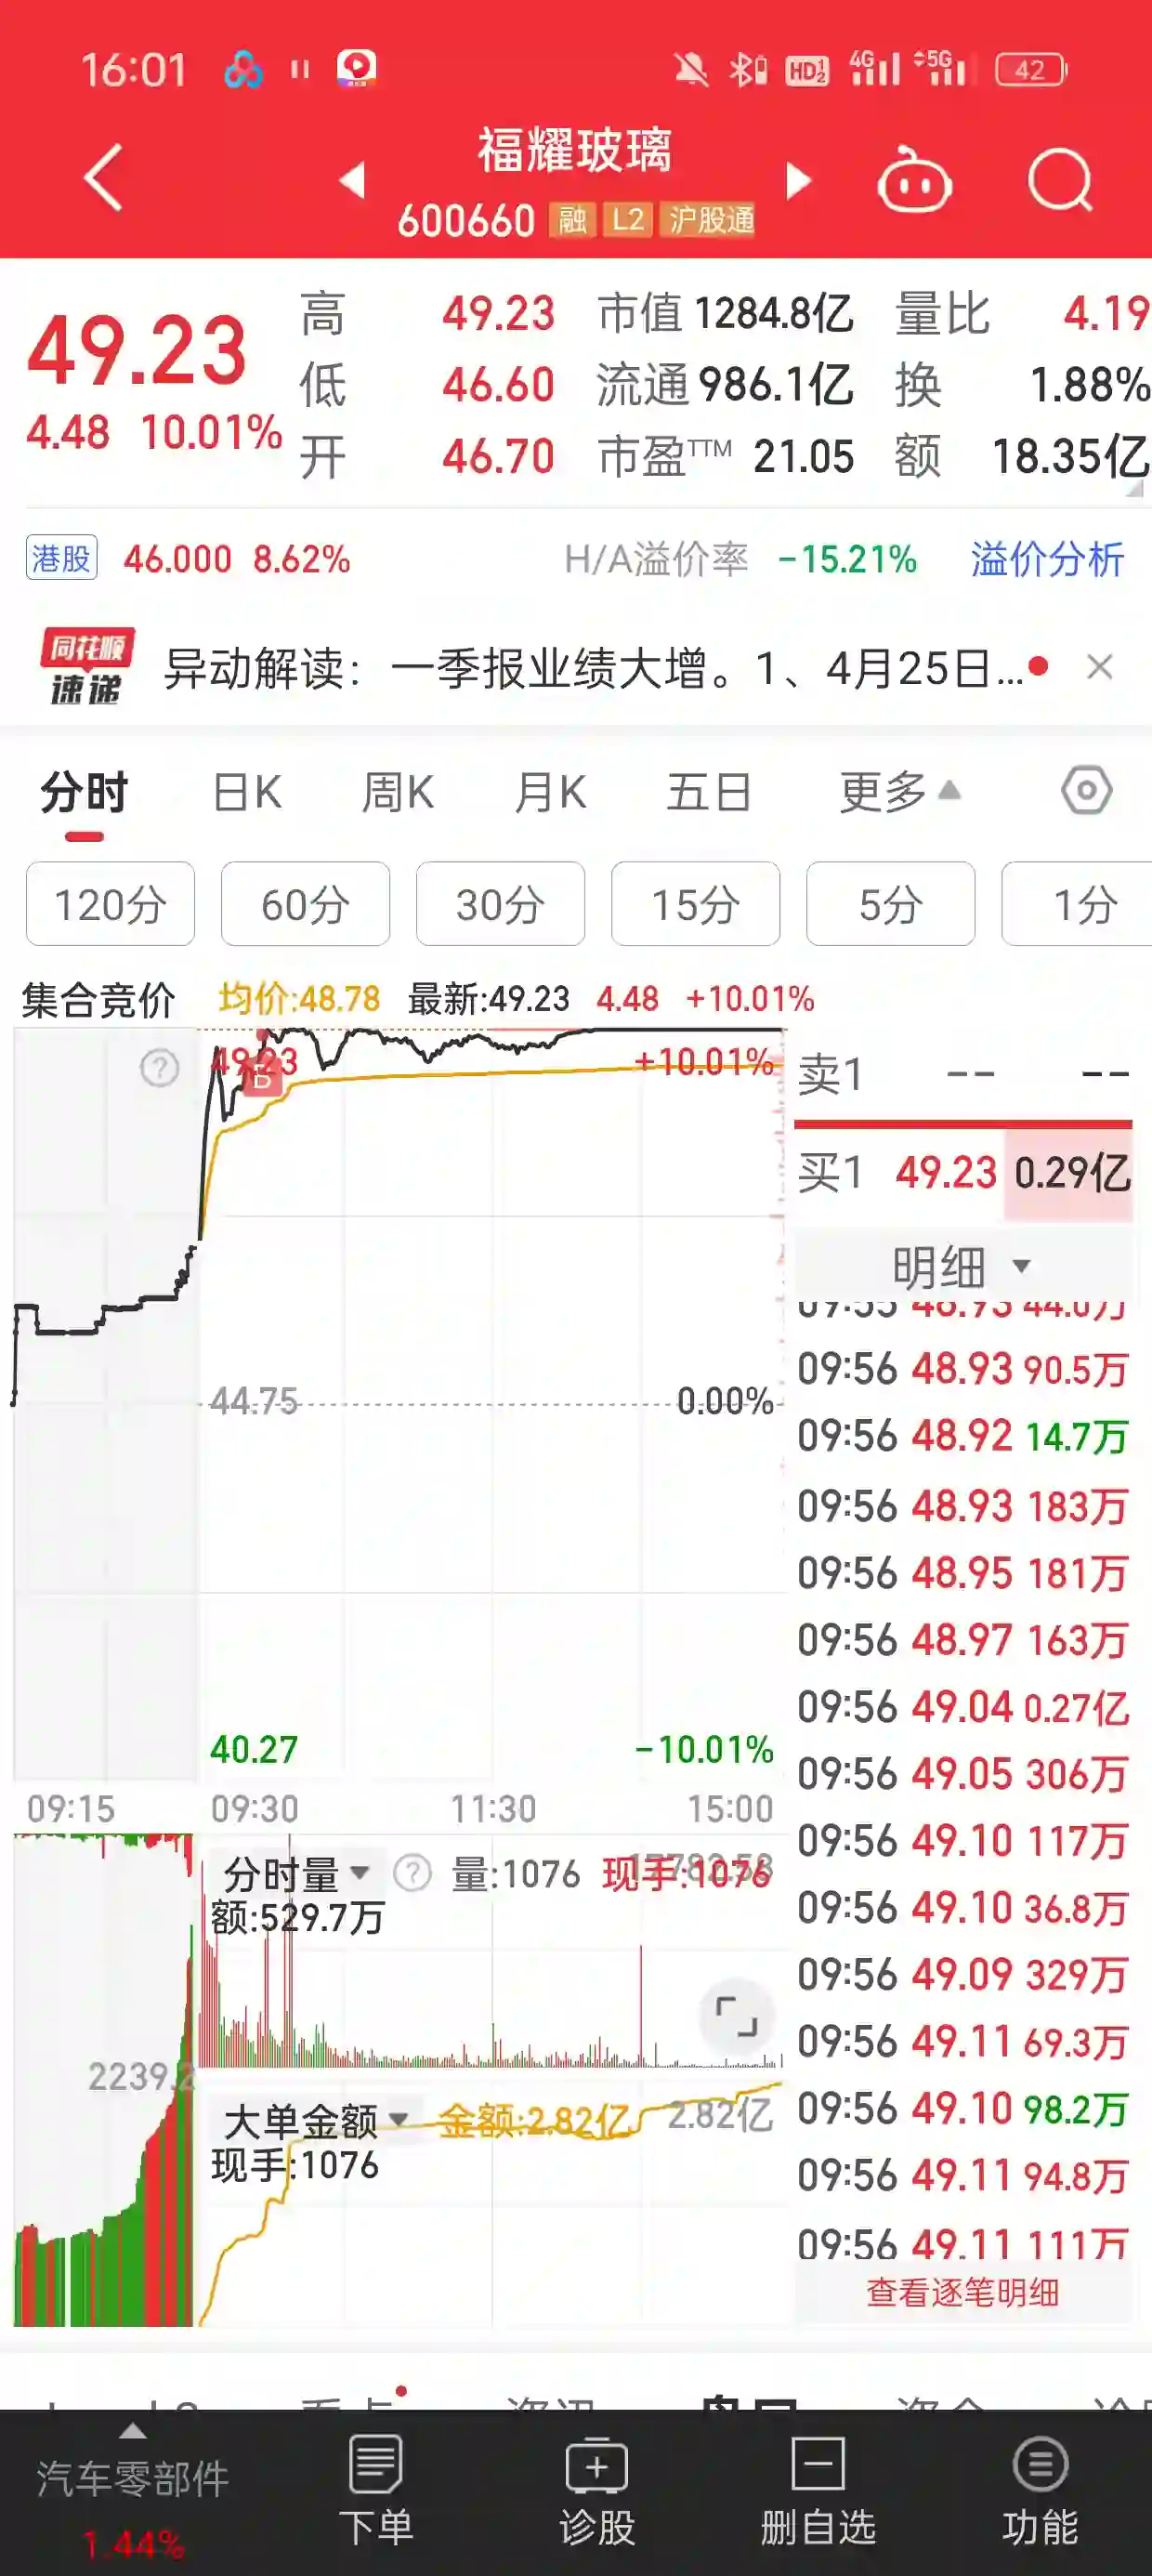 16:01 HD 4G 5G 42
福耀玻璃
600660 融 L2 沪股通
49.23
4.48 10.01%
高 49.23 市值 1284.8亿 量比 4.19
低 46.60 流通 986.1亿 换 1.88%
开 46.70 市盈TTM 21.05 额 18.35亿
港股 46.000 8.62% H/A溢价率 -15.21% 溢价分析
同花顺
速递
异动解读：一季报业绩大增。1、4月25日...
分时 日K 周K 月K 五日 更多
120分 60分 30分 15分 5分 1分
集合竞价 均价:48.78 最新:49.23 4.48 +10.01%
49.23 B +10.01%
44.75 0.00%
40.27 -10.01%
09:15 09:30 11:30 15:00
卖1 -- --
买1 49.23 0.29亿
明细
09:56 48.93 90.5万
09:56 48.92 14.7万
09:56 48.93 183万
09:56 48.95 181万
09:56 48.97 163万
09:56 49.04 0.27亿
09:56 49.05 306万
09:56 49.10 117万
09:56 49.10 36.8万
09:56 49.09 329万
09:56 49.11 69.3万
09:56 49.10 98.2万
09:56 49.11 94.8万
09:56 49.11 111万
查看逐笔明细
分时量 ? 量:1076 现手:1076
额:529.7万
2239.2
大单金额 金额:2.82亿 2.82亿
现手:1076
汽车零部件
1.44%
下单 诊股 删自选 功能